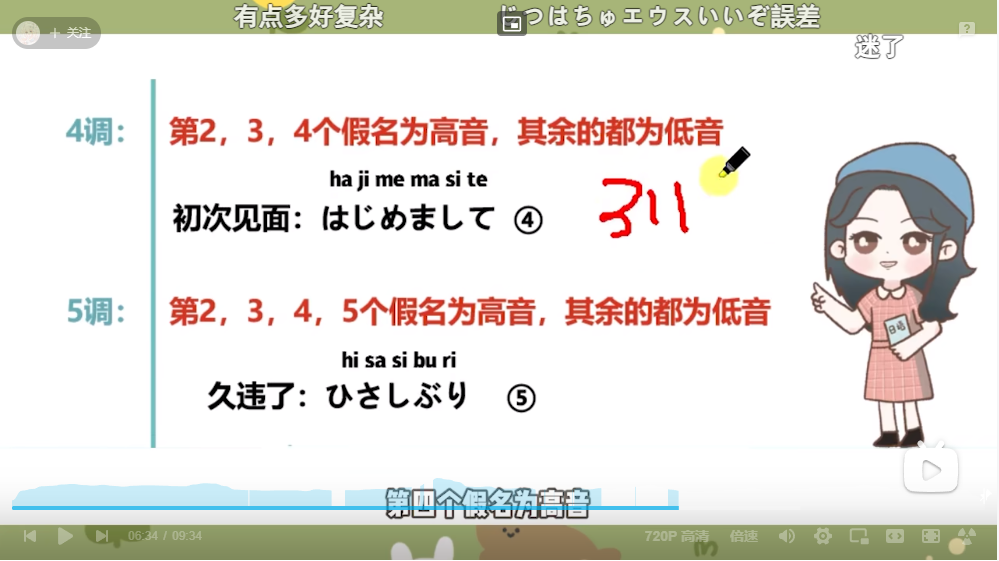 有点多好复杂
じつはちゅエウスいいぞ誤差
+ 关注
?
迷了
4调： 第2，3，4个假名为高音，其余的都为低音
ha ji me ma si te
初次见面：はじめまして ④
311
5调： 第2，3，4，5个假名为高音，其余的都为低音
日语
hi sa si bu ri
久违了：ひさしぶり ⑤
第四个假名为高音
06:34 / 09:34
720P 高清
倍速